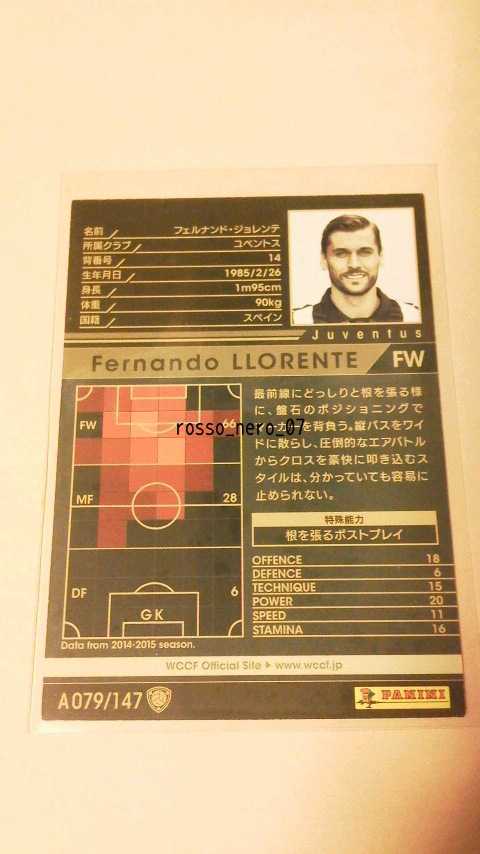 名前 フェルナンド・ジョレンテ
所属クラブ ユベントス
背番号 14
生年月日 1985/2/26
身長 1m95cm
体重 90kg
国籍 スペイン
Juventus
Fernando LLORENTE FW
FW 66
MF 28
DF 6
GK
Data from 2014-2015 season.
rosso_nero_07
最前線にどっしりと根を張る様
に、盤石のポジショニングで
を背負う。縦パスをワイ
ドに散らし、圧倒的なエアバトル
からクロスを豪快に叩き込むス
タイルは、分かっていても容易に
止められない。
特殊能力
根を張るポストプレイ
OFFENCE 18
DEFENCE 6
TECHNIQUE 15
POWER 20
SPEED 11
STAMINA 16
WCCF Official Site ▶ www.wccf.jp
A079/147
PANINI